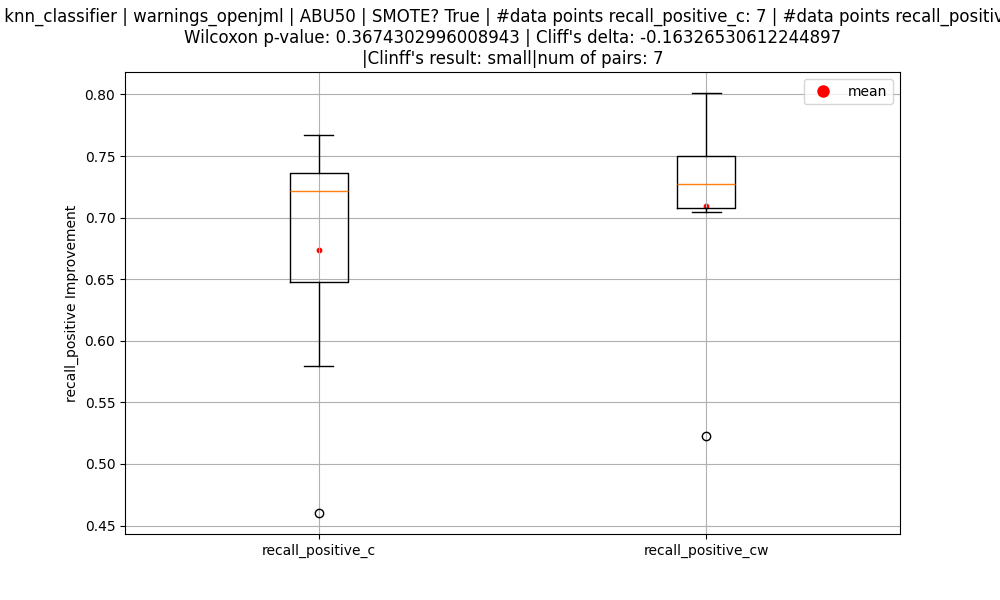 knn_classifier | warnings_openjml | ABU50 | SMOTE? True | #data points recall_positive_c: 7 | #data points
Wilcoxon p-value: 0.3674302996008943 | Cliff's delta: -0.16326530612244897
|Clinff's result: small|num of pairs: 7
mean
0.80
0.75
0.70
0.65
0.60
0.55
0.50
0.45
recall_positive Improvement
recall_positive_c
recall_positive_cw